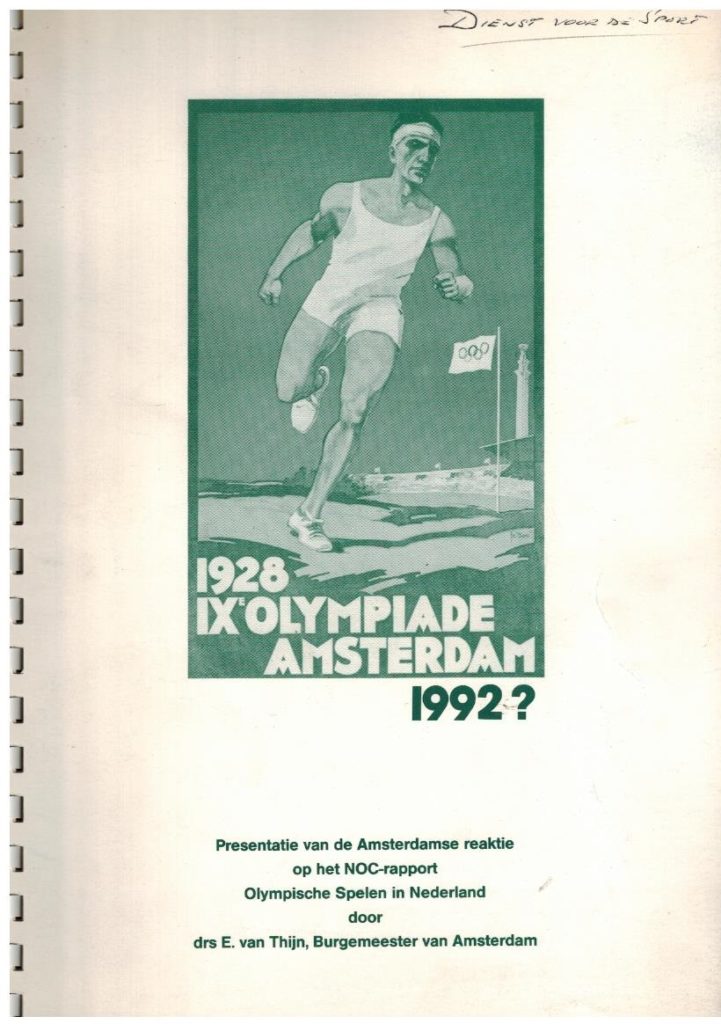 DIENST VOOR DE SPORT
1928
IXE OLYMPIADE
AMSTERDAM
1992?
Presentatie van de Amsterdamse reaktie
op het NOC-rapport
Olympische Spelen in Nederland
door
drs E. van Thijn, Burgemeester van Amsterdam